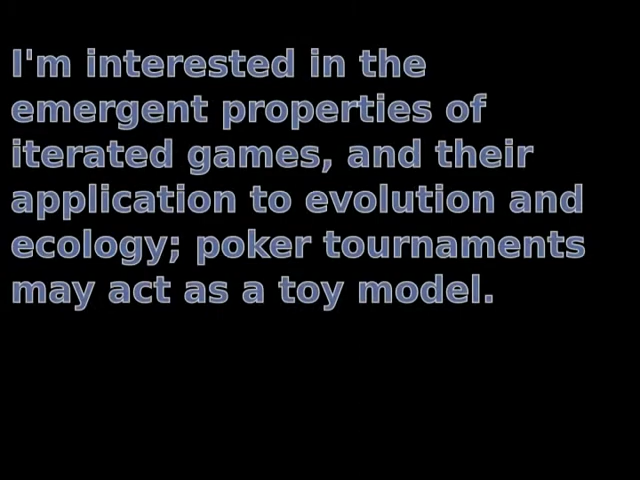 I'm interested in the
emergent properties of
iterated games, and their
application to evolution and
ecology; poker tournaments
may act as a toy model.